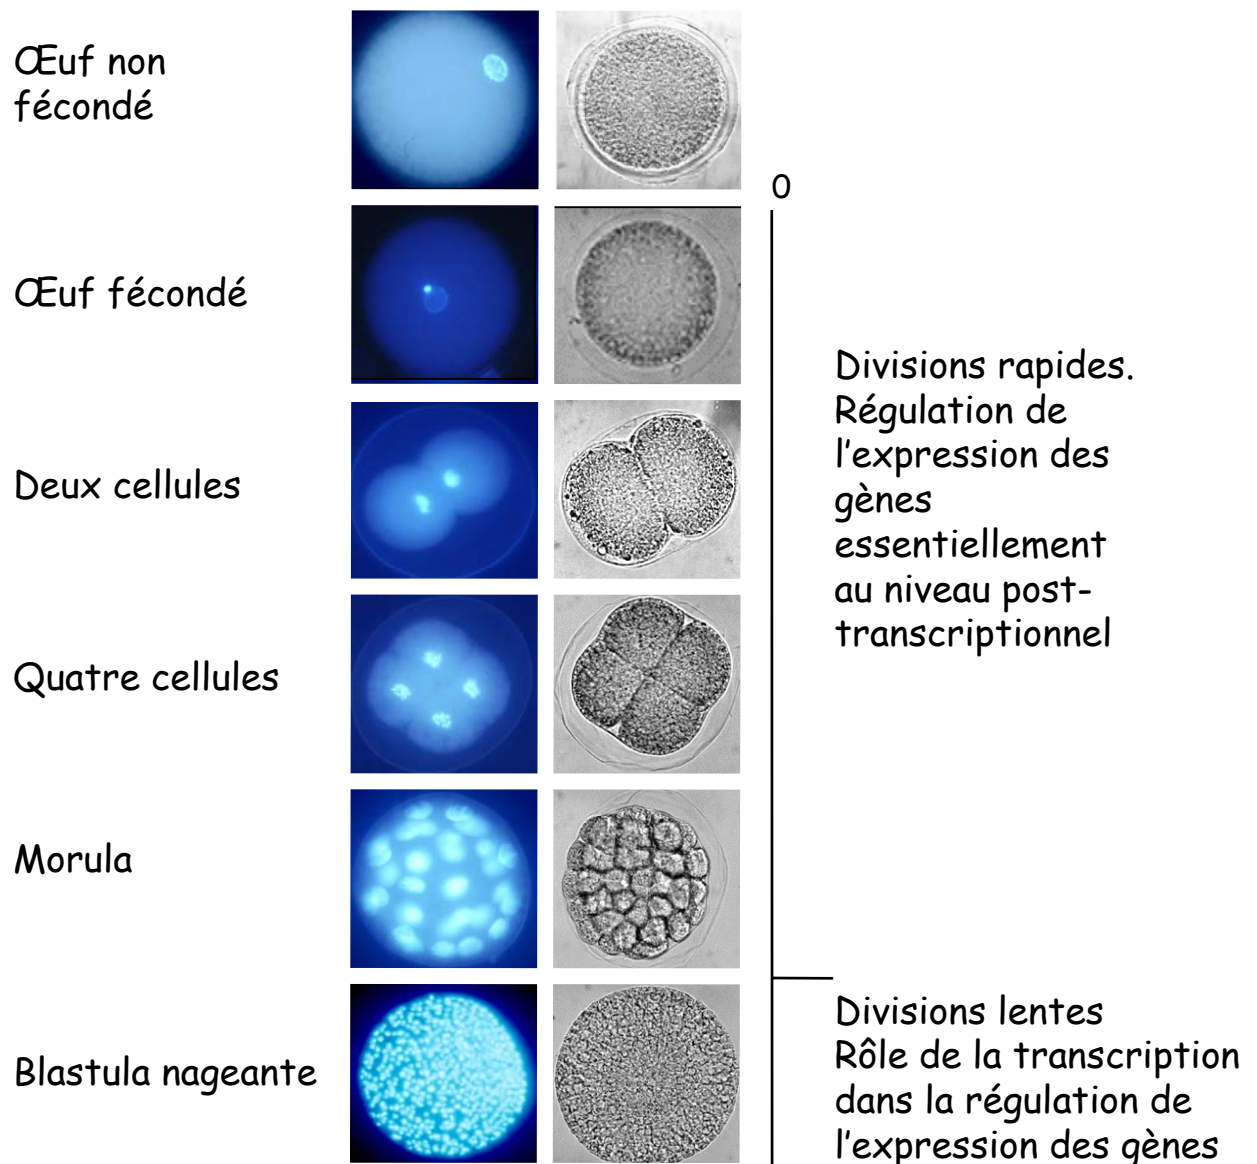 Œuf non
fécondé
0
Œuf fécondé
Divisions rapides.
Régulation de
l'expression des
gènes
essentiellement
au niveau post-
transcriptionnel
Deux cellules
Quatre cellules
Morula
Blastula nageante
Divisions lentes
Rôle de la transcription
dans la régulation de
l'expression des gènes